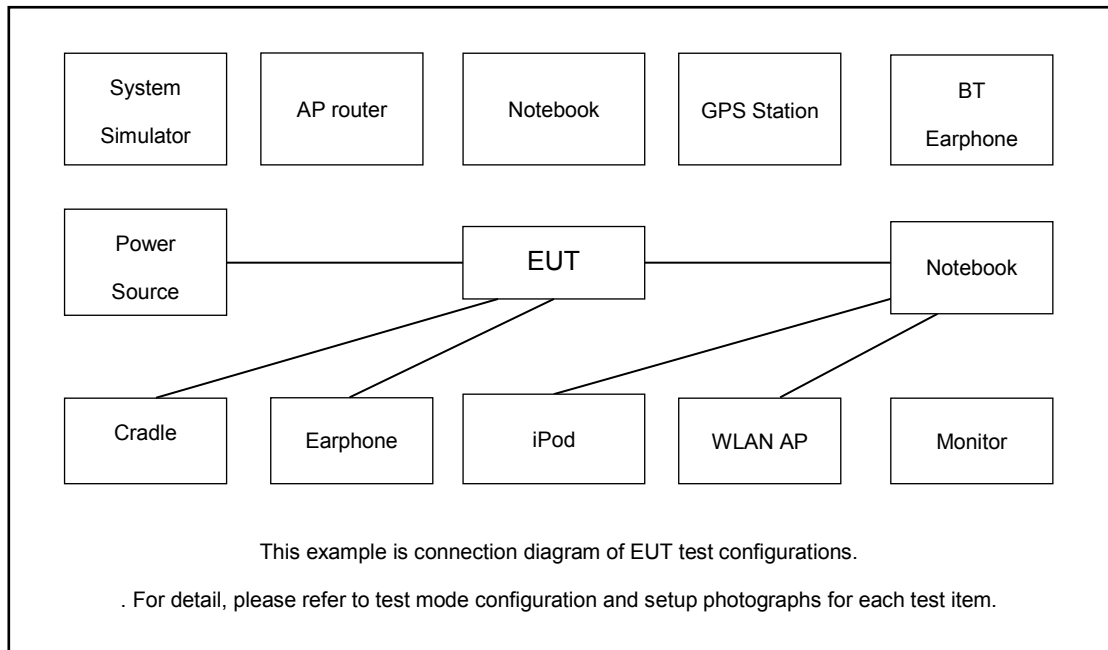 System
Simulator
AP router
Notebook
GPS Station
BT
Earphone
Power
Source
EUT
Notebook
Cradle
Earphone
iPod
WLAN AP
Monitor
This example is connection diagram of EUT test configurations.
. For detail, please refer to test mode configuration and setup photographs for each test item.